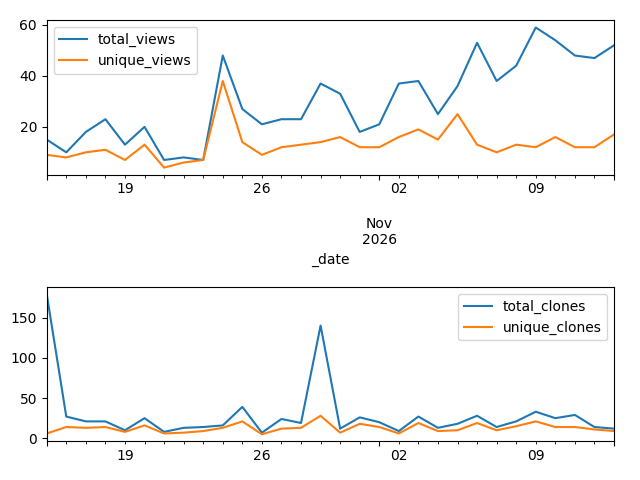 60
40
20
total_views
unique_views
19
26
02
09
Nov
2026
_date
150
100
50
0
total_clones
unique_clones
19
26
02
09